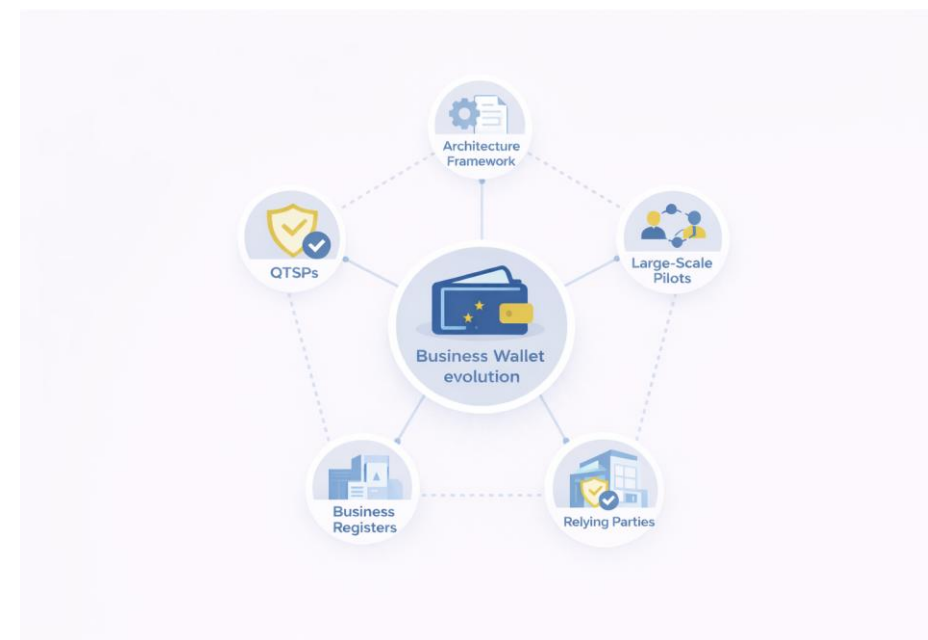 Architecture
Framework
QTSPs
Large-Scale
Pilots
Business Wallet
evolution
Business
Registers
Relying Parties